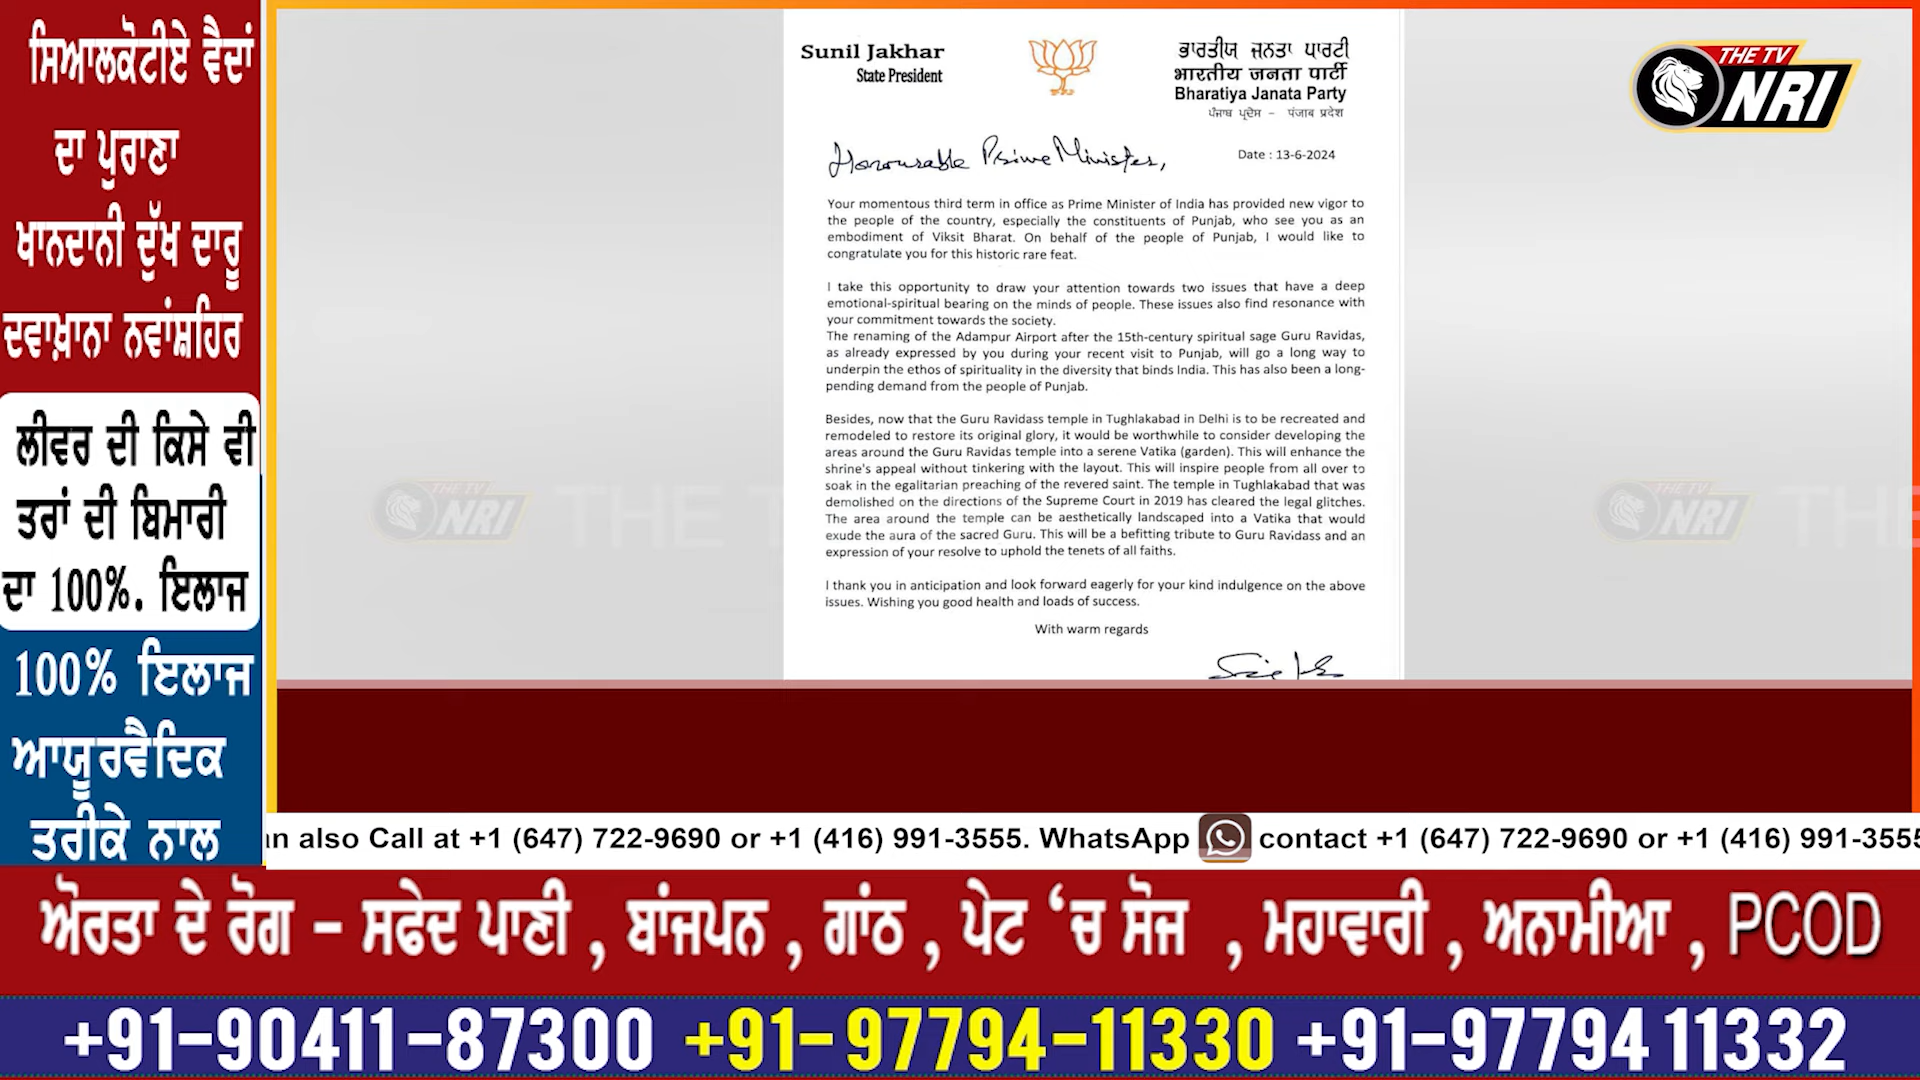 ਸਿਆਲਕੋਟੀਏ ਵੈਦਾਂ
ਦਾ ਪੁਰਾਣਾ
ਖਾਨਦਾਨੀ ਦੁੱਖ ਦਾਰੂ
ਦਵਾਖ਼ਾਨਾ ਨਵਾਂਸ਼ਹਿਰ
ਲੀਵਰ ਦੀ ਕਿਸੇ ਵੀ
ਤਰਾਂ ਦੀ ਬਿਮਾਰੀ
ਦਾ 100%. ਇਲਾਜ
100% ਇਲਾਜ
ਆਯੂਰਵੈਦਿਕ
ਤਰੀਕੇ ਨਾਲ
Sunil Jakhar
State President
ਭਾਰਤੀਯ ਜਨਤਾ ਪਾਰਟੀ
भारतीय जनता पार्टी
Bharatiya Janata Party
ਪੰਜਾਬ ਪ੍ਰਦੇਸ਼ - पंजाब प्रदेश
Honourable Prime Minister,
Date : 13-6-2024
Your momentous third term in office as Prime Minister of India has provided new vigor to
the people of the country, especially the constituents of Punjab, who see you as an
embodiment of Viksit Bharat. On behalf of the people of Punjab, I would like to
congratulate you for this historic rare feat.
I take this opportunity to draw your attention towards two issues that have a deep
emotional-spiritual bearing on the minds of people. These issues also find resonance with
your commitment towards the society.
The renaming of the Adampur Airport after the 15th-century spiritual sage Guru Ravidas,
as already expressed by you during your recent visit to Punjab, will go a long way to
underpin the ethos of spirituality in the diversity that binds India. This has also been a long-
pending demand from the people of Punjab.
Besides, now that the Guru Ravidass temple in Tughlakabad in Delhi is to be recreated and
remodeled to restore its original glory, it would be worthwhile to consider developing the
areas around the Guru Ravidas temple into a serene Vatika (garden). This will enhance the
shrine's appeal without tinkering with the layout. This will inspire people from all over to
soak in the egalitarian preaching of the revered saint. The temple in Tughlakabad that was
demolished on the directions of the Supreme Court in 2019 has cleared the legal glitches.
The area around the temple can be aesthetically landscaped into a Vatika that would
exude the aura of the sacred Guru. This will be a befitting tribute to Guru Ravidass and an
expression of your resolve to uphold the tenets of all faiths.
I thank you in anticipation and look forward eagerly for your kind indulgence on the above
issues. Wishing you good health and loads of success.
With warm regards
THE TV
NRI
THE TV NRI THE T
THE TV NRI THE
an also Call at +1 (647) 722-9690 or +1 (416) 991-3555. WhatsApp contact +1 (647) 722-9690 or +1 (416) 991-3555
ਔਰਤਾ ਦੇ ਰੋਗ - ਸਫੇਦ ਪਾਣੀ , ਬਾਂਜਪਨ , ਗਾਂਠ , ਪੇਟ ‘ਚ ਸੋਜ , ਮਹਾਵਾਰੀ , ਅਨਾਮੀਆ , PCOD
+91-90411-87300 +91-97794-11330 +91-97794 11332